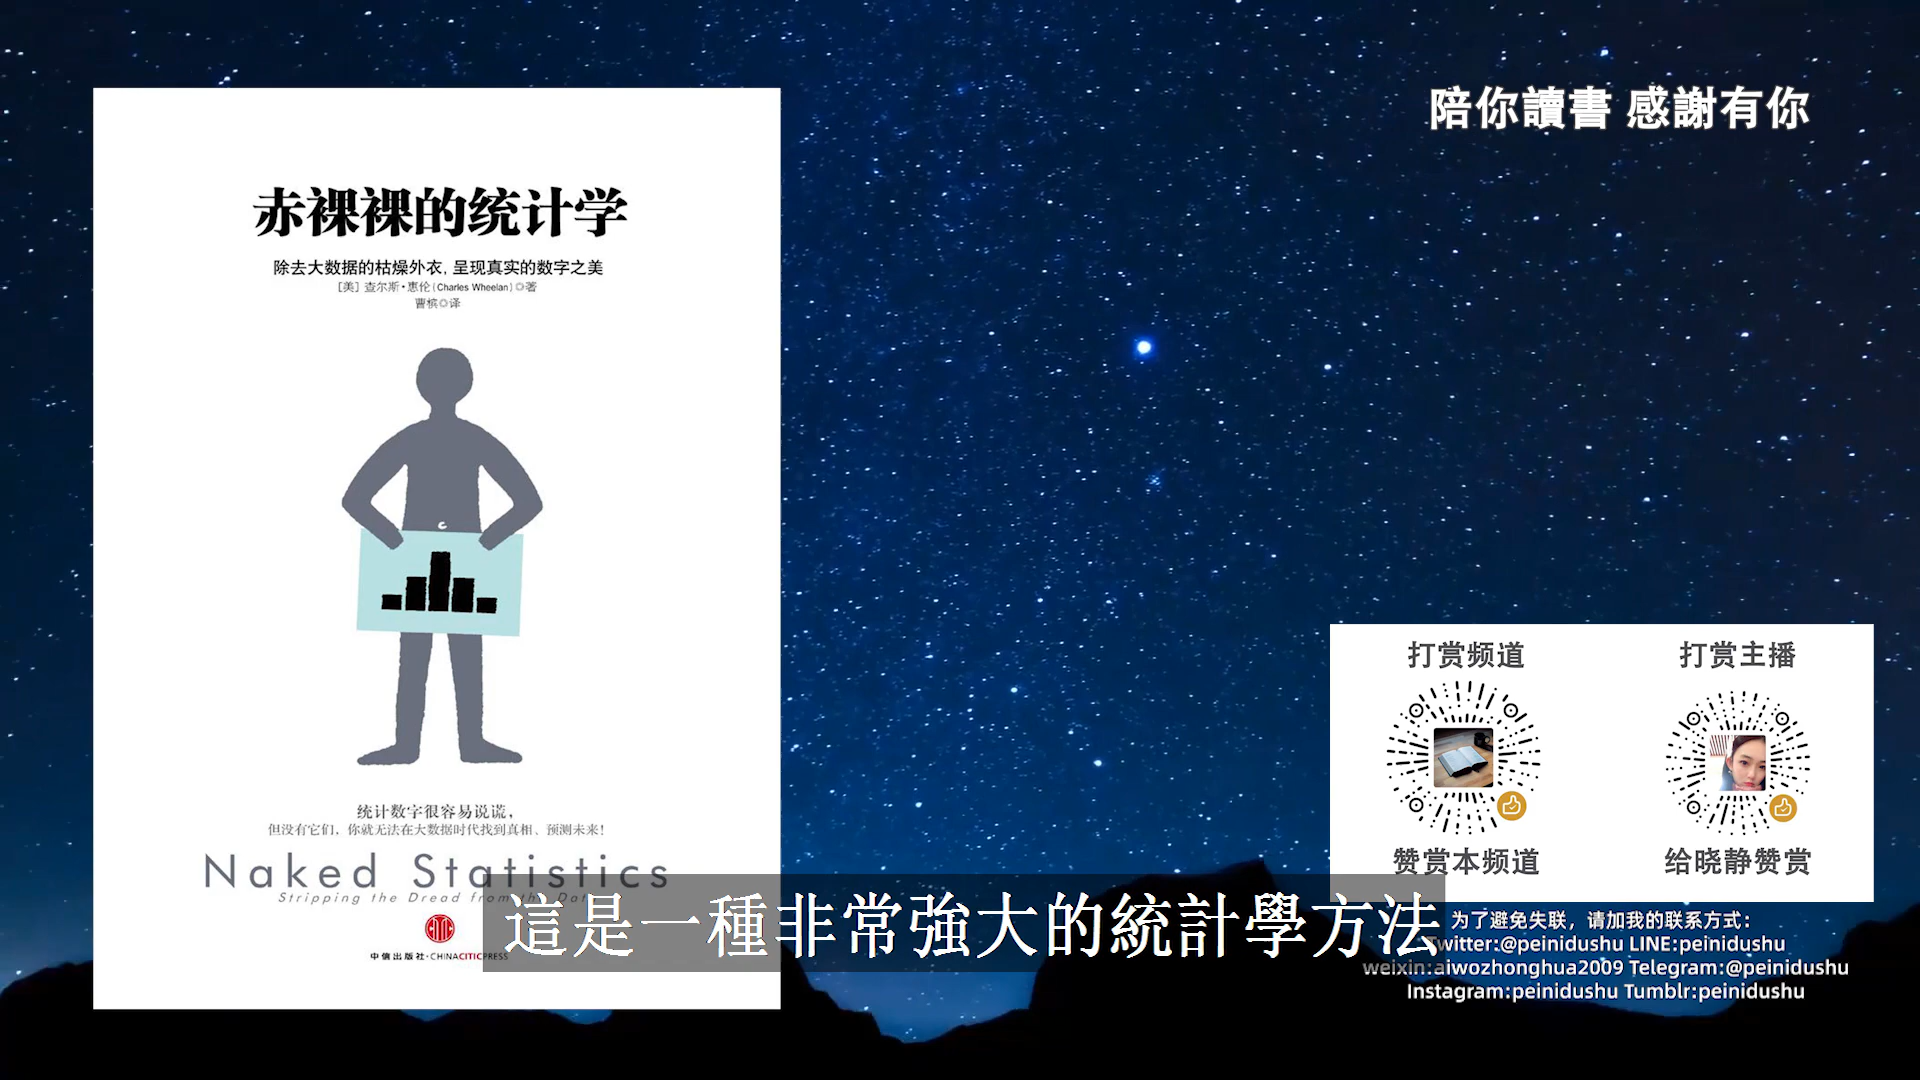 陪你讀書 感謝有你
赤裸裸的统计学
除去大数据的枯燥外衣，呈现真实的数字之美
［美］查尔斯·惠伦（Charles Wheelan）◎著
曹槟◎译
统计数字很容易说谎，
但没有它们，你就无法在大数据时代找到真相、预测未来！
Naked Statistics
Stripping the Dread from the Data
中信出版社·CHINACITICPRESS
這是一種非常強大的統計學方法
打赏频道
打赏主播
赞赏本频道
给晓静赞赏
为了避免失联，请加我的联系方式：
Twitter:@peinidushu LINE:peinidushu
weixin:aiwozhonghua2009 Telegram:@peinidushu
Instagram:peinidushu Tumblr:peinidushu